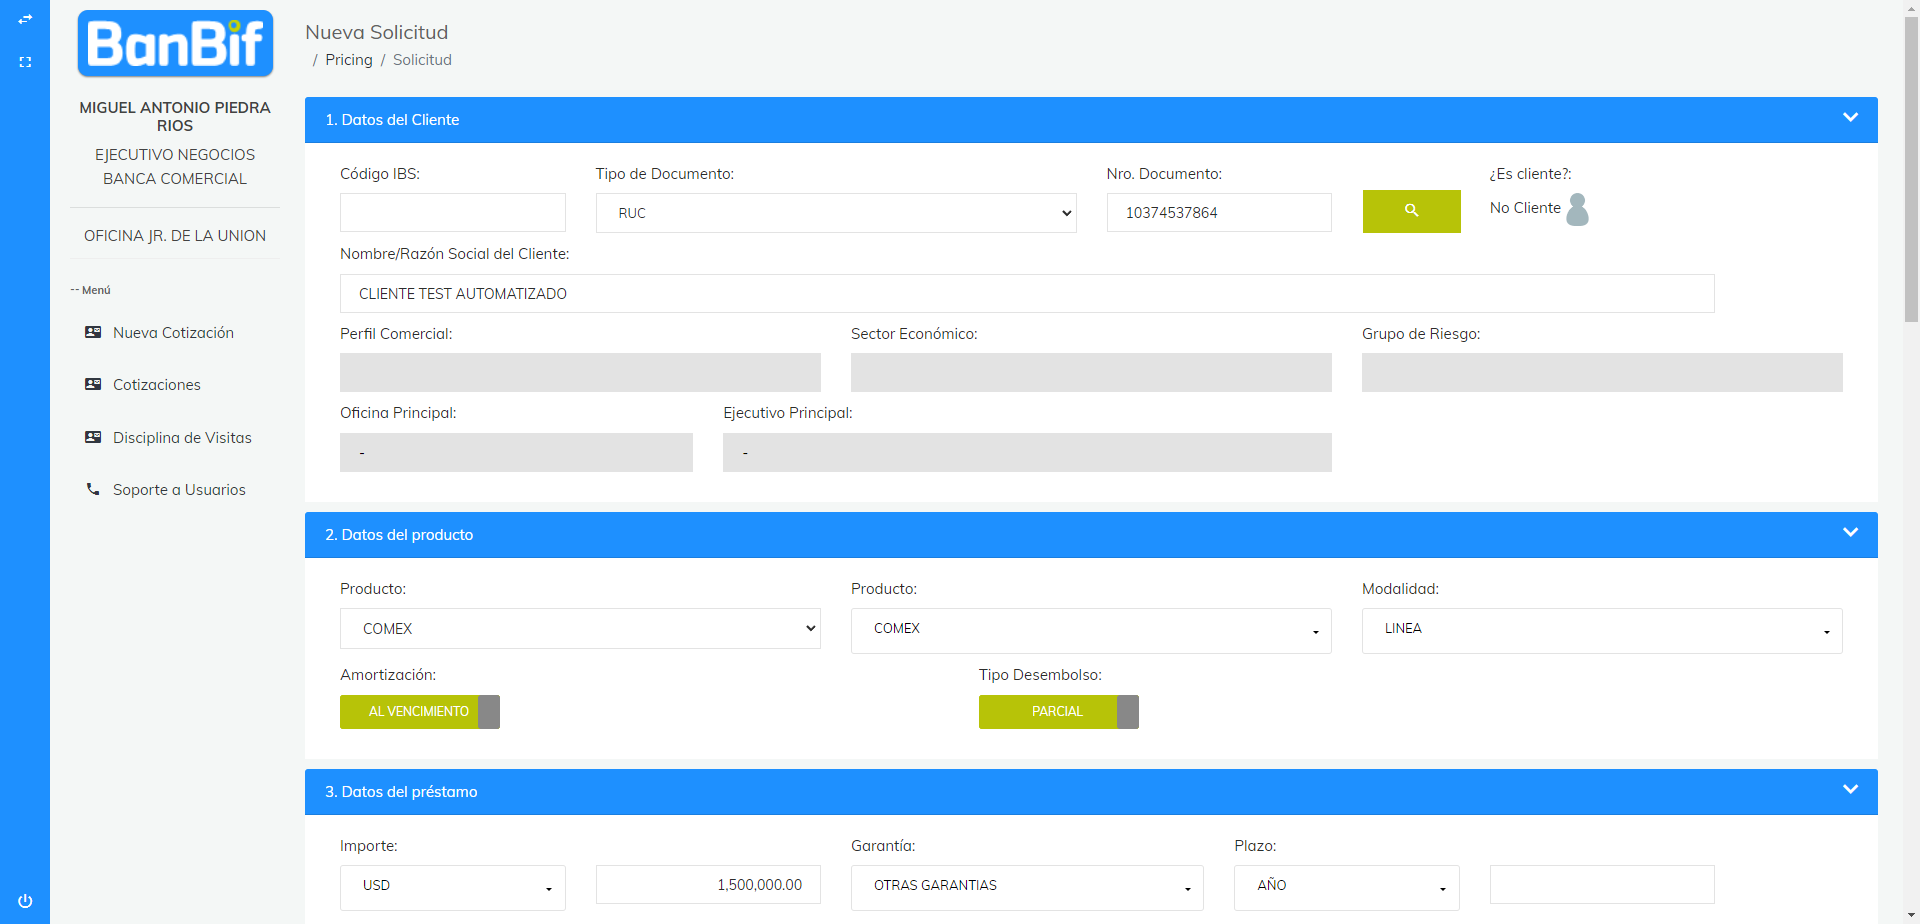 BanBif
MIGUEL ANTONIO PIEDRA
RIOS
EJECUTIVO NEGOCIOS
BANCA COMERCIAL
OFICINA JR. DE LA UNION
-- Menú
Nueva Cotización
Cotizaciones
Disciplina de Visitas
Soporte a Usuarios
Nueva Solicitud
/ Pricing / Solicitud
1. Datos del Cliente
Código IBS: Tipo de Documento: Nro. Documento: ¿Es cliente?:
RUC 10374537864 No Cliente
Nombre/Razón Social del Cliente:
CLIENTE TEST AUTOMATIZADO
Perfil Comercial: Sector Económico: Grupo de Riesgo:
Oficina Principal: Ejecutivo Principal:
- -
2. Datos del producto
Producto: Producto: Modalidad:
COMEX COMEX LINEA
Amortización: Tipo Desembolso:
AL VENCIMIENTO PARCIAL
3. Datos del préstamo
Importe: Garantía: Plazo:
USD 1,500,000.00 OTRAS GARANTIAS AÑO